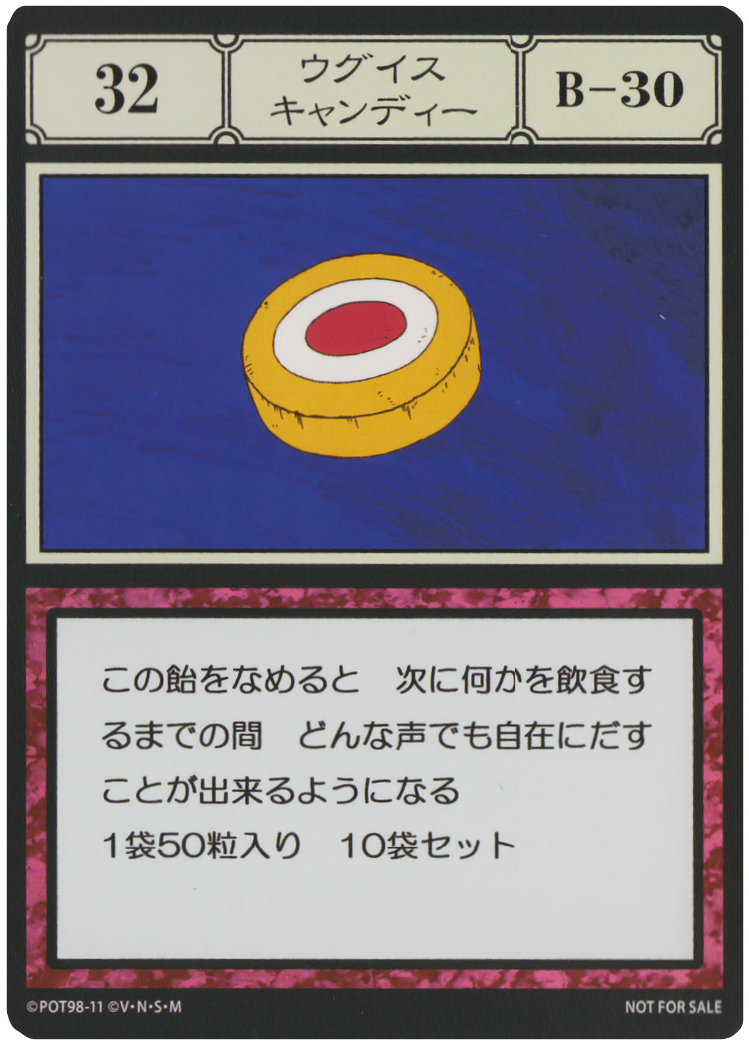 32
ウグイス
キャンディー
B-30
この飴をなめると　次に何かを飲食す
るまでの間　どんな声でも自在にだす
ことが出来るようになる
1袋50粒入り　10袋セット
©POT98-11 ©V・N・S・M
NOT FOR SALE